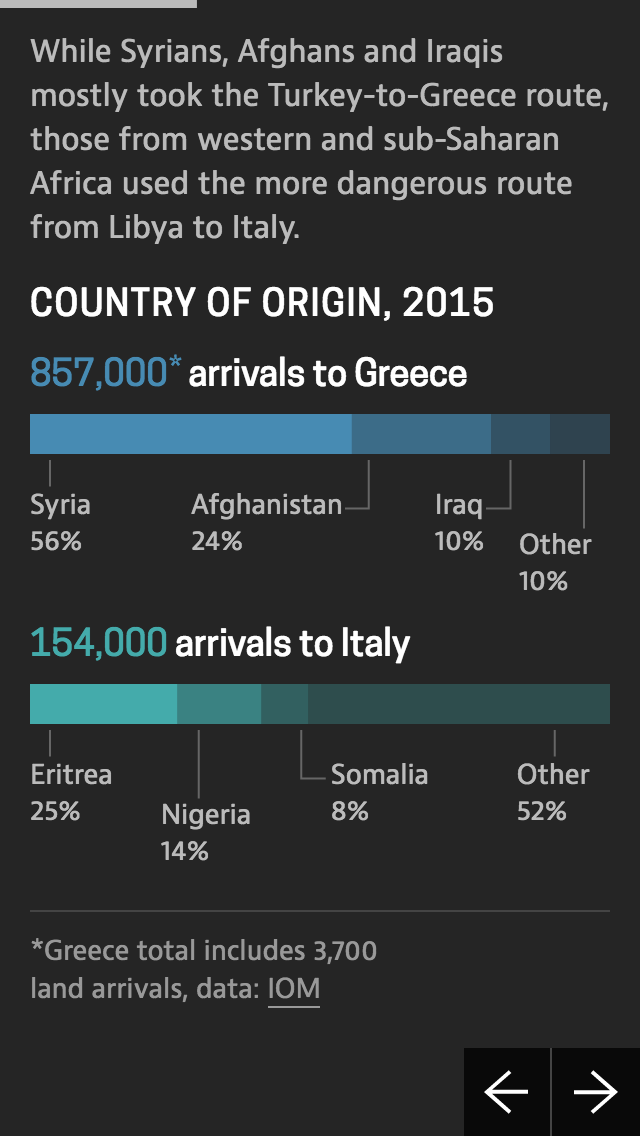 While Syrians, Afghans and Iraqis
mostly took the Turkey-to-Greece route,
those from western and sub-Saharan
Africa used the more dangerous route
from Libya to Italy.
COUNTRY OF ORIGIN, 2015
857,000* arrivals to Greece
Syria
56%
Afghanistan
24%
Iraq
10%
Other
10%
154,000 arrivals to Italy
Eritrea
25%
Nigeria
14%
Somalia
8%
Other
52%
*Greece total includes 3,700
land arrivals, data: IOM